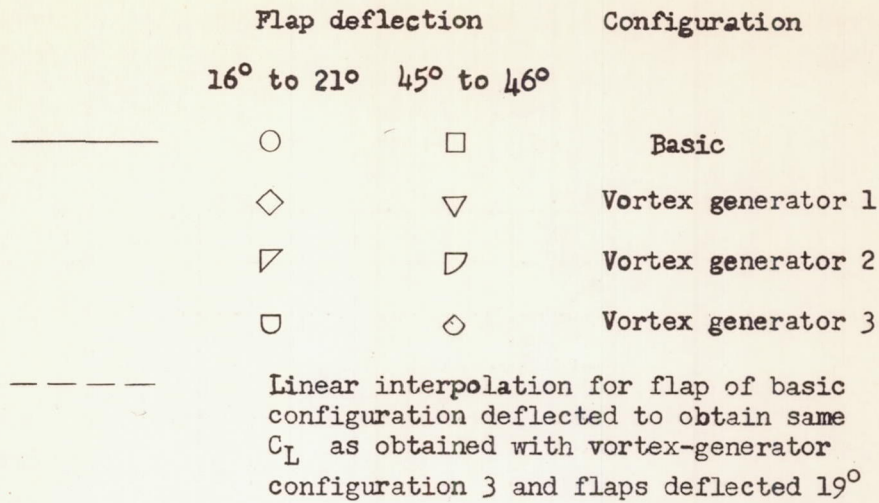 Flap deflection Configuration
16° to 21° 45° to 46°
Basic
Vortex generator 1
Vortex generator 2
Vortex generator 3
Linear interpolation for flap of basic
configuration deflected to obtain same
C_L as obtained with vortex-generator
configuration 3 and flaps deflected 19°